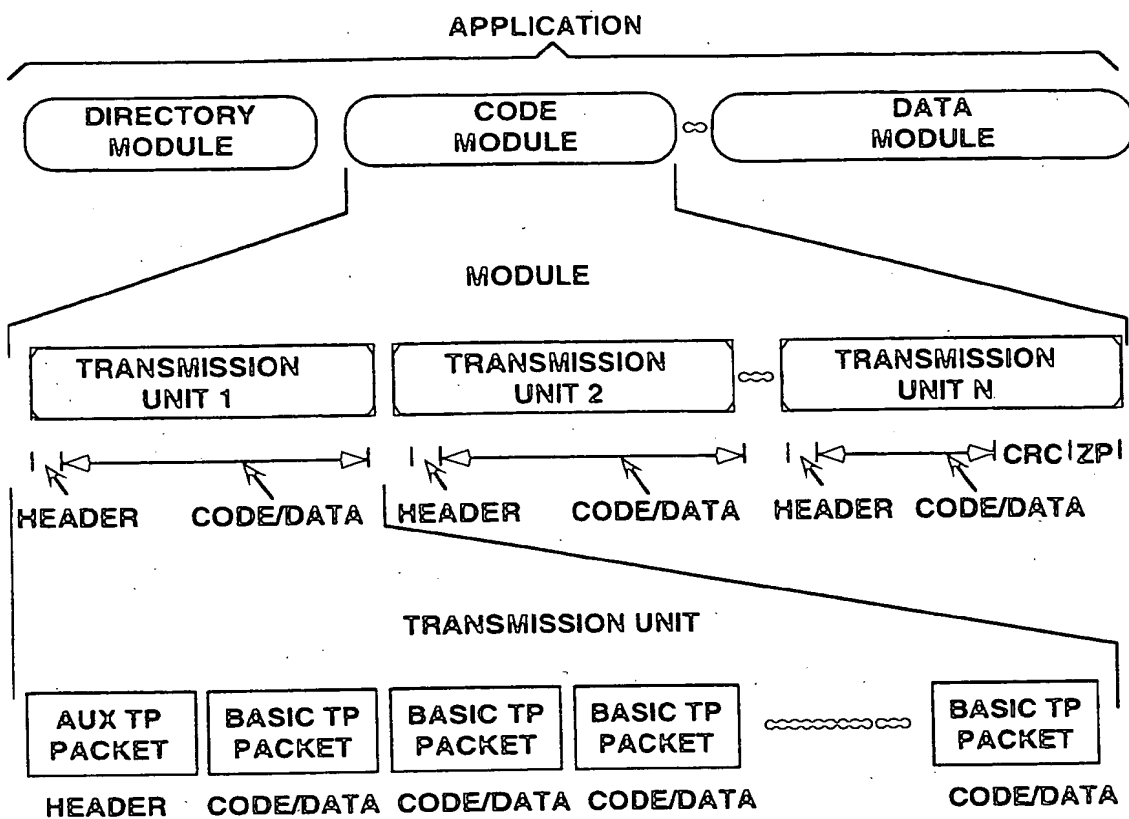 APPLICATION
DIRECTORY MODULE
CODE MODULE
DATA MODULE
MODULE
TRANSMISSION UNIT 1
TRANSMISSION UNIT 2
TRANSMISSION UNIT N
CRC ZP
HEADER CODE/DATA HEADER CODE/DATA HEADER CODE/DATA
TRANSMISSION UNIT
AUX TP PACKET
BASIC TP PACKET
BASIC TP PACKET
BASIC TP PACKET
BASIC TP PACKET
HEADER CODE/DATA CODE/DATA CODE/DATA CODE/DATA